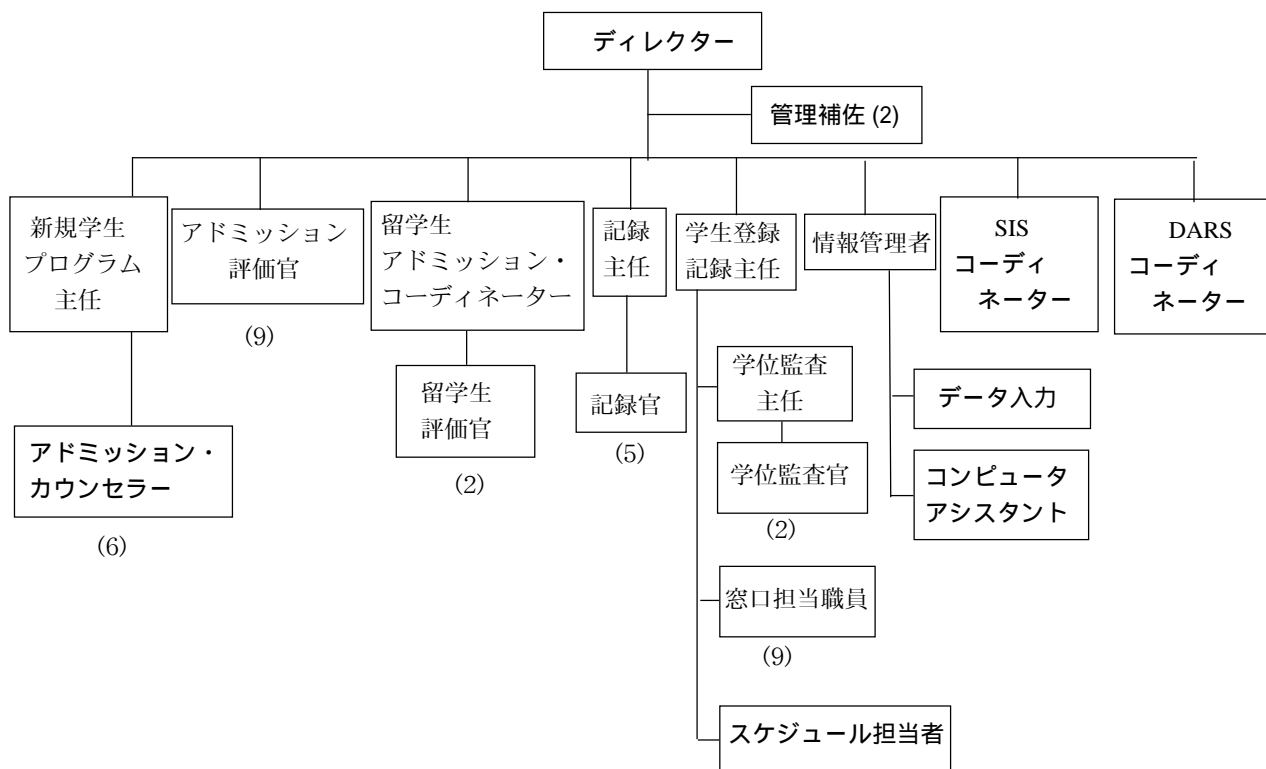 ディレクター
管理補佐 (2)
新規学生
プログラム
主任
アドミッション
評価官
(9)
留学生
アドミッション・
コーディネーター
記録
主任
学生登録
記録主任
情報管理者
SIS
コーディ
ネーター
DARS
コーディ
ネーター
アドミッション・
カウンセラー
(6)
留学生
評価官
(2)
記録官
(5)
学位監査
主任
学位監査官
(2)
窓口担当職員
(9)
スケジュール担当者
データ入力
コンピュータ
アシスタント